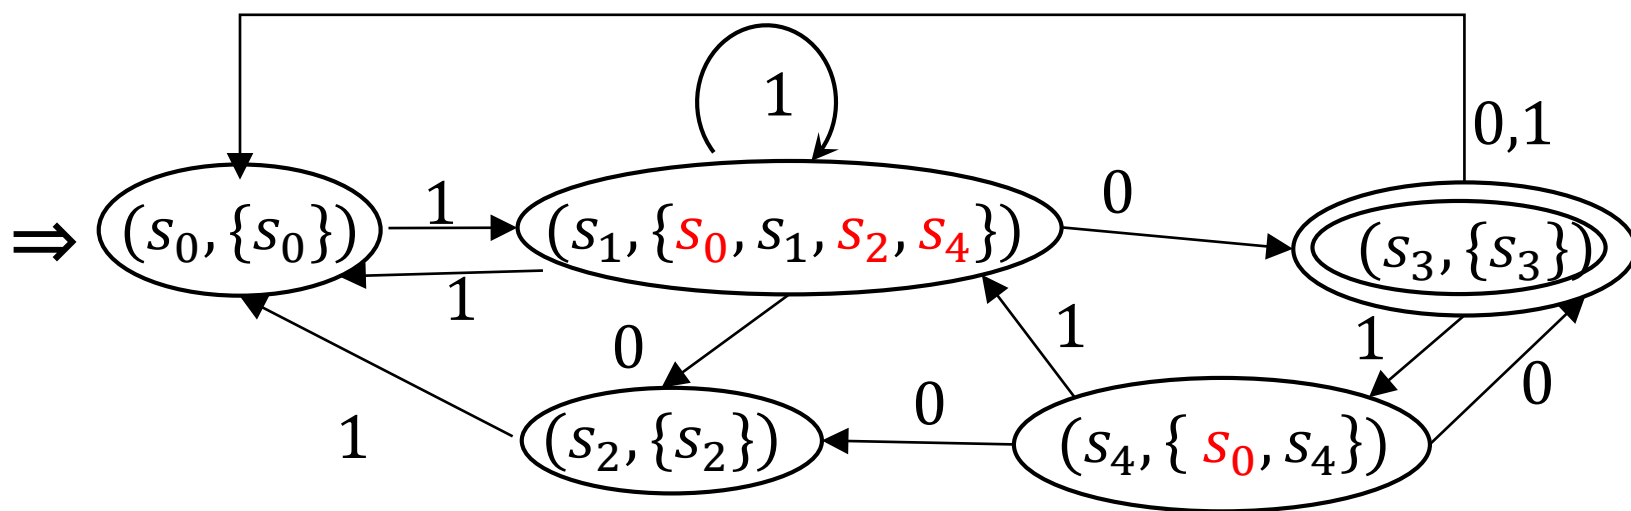 1
0,1
⇒ (s₀, {s₀})
1
(s₁, {s₀, s₁, s₂, s₄})
0
(s₃, {s₃})
1
0
1
1
0
1
(s₂, {s₂})
0
(s₄, { s₀, s₄})
0